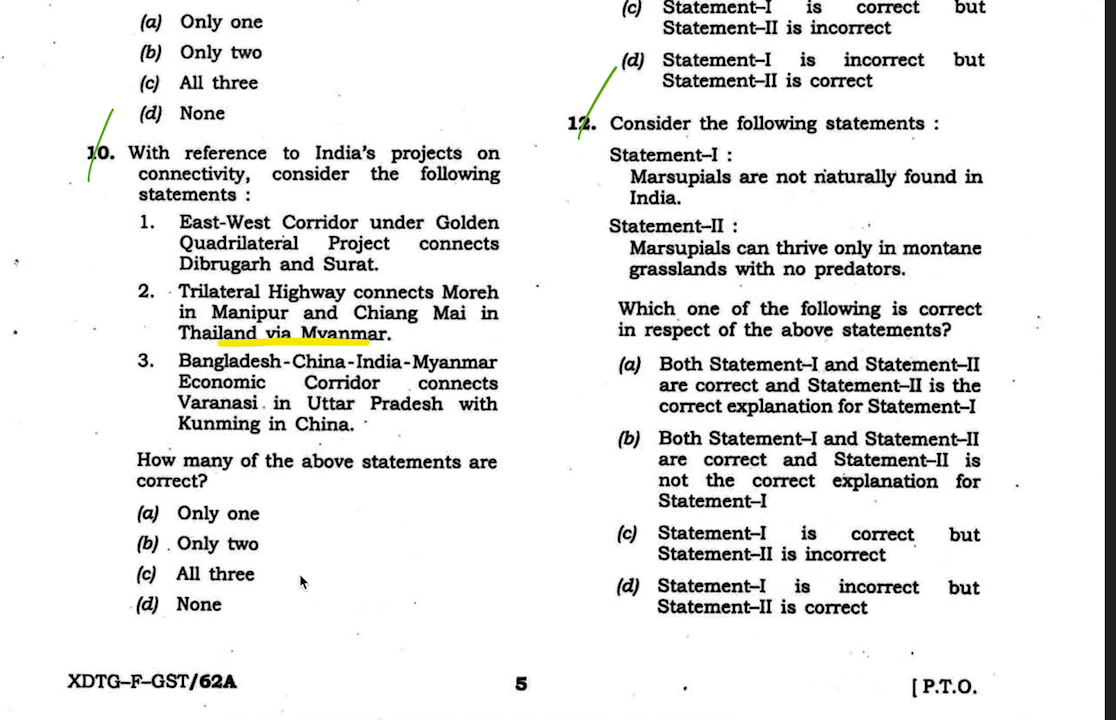 (a) Only one
(b) Only two
(c) All three
(d) None
10. With reference to India's projects on
connectivity, consider the following
statements :
1. East-West Corridor under Golden
Quadrilateral Project connects
Dibrugarh and Surat.
2. Trilateral Highway connects Moreh
in Manipur and Chiang Mai in
Thailand via Myanmar.
3. Bangladesh-China-India-Myanmar
Economic Corridor connects
Varanasi in Uttar Pradesh with
Kunming in China.
How many of the above statements are
correct?
(a) Only one
(b) Only two
(c) All three
(d) None
(c) Statement–I is correct but
Statement–II is incorrect
(d) Statement–I is incorrect but
Statement–II is correct
12. Consider the following statements :
Statement–I :
Marsupials are not naturally found in
India.
Statement–II :
Marsupials can thrive only in montane
grasslands with no predators.
Which one of the following is correct
in respect of the above statements?
(a) Both Statement–I and Statement–II
are correct and Statement–II is the
correct explanation for Statement–I
(b) Both Statement–I and Statement–II
are correct and Statement–II is
not the correct explanation for
Statement–I
(c) Statement–I is correct but
Statement–II is incorrect
(d) Statement–I is incorrect but
Statement–II is correct
XDTG–F–GST/62A
5
[ P.T.O.